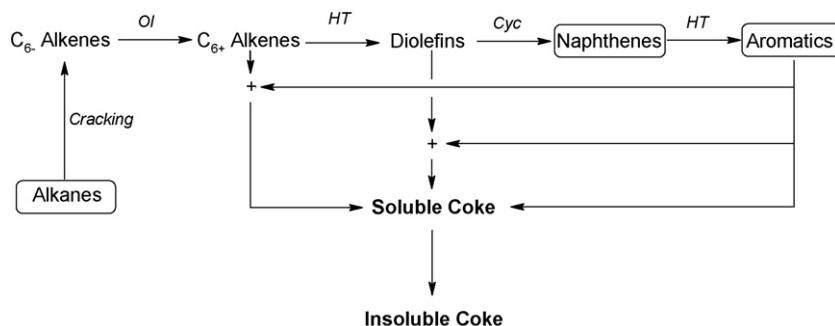 OI HT Cyc HT
C6- Alkenes C6+ Alkenes Diolefins Naphthenes Aromatics
+
Cracking
+
Alkanes
Soluble Coke
Insoluble Coke